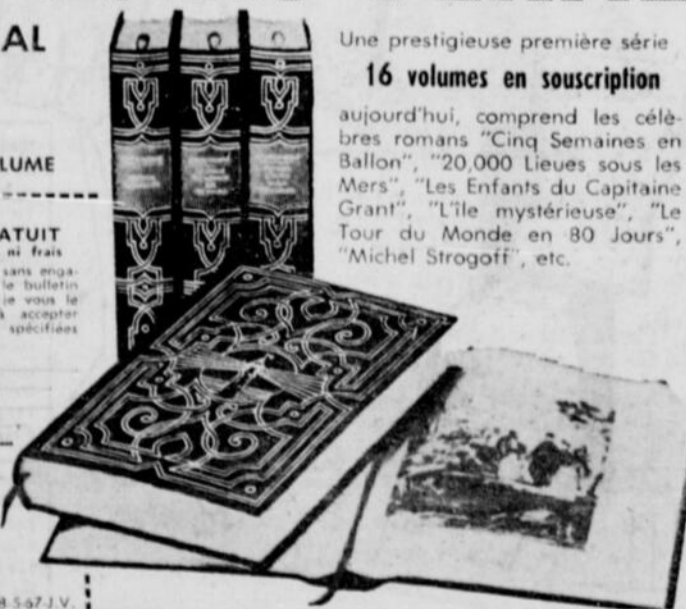 AL
LUME
ATUIT
ni frais
sans enga-
le bulletin
je vous le
à accepter
spécifiées
8-5-67-J.V.
Une prestigieuse première série
16 volumes en souscription
aujourd'hui, comprend les célè-
bres romans "Cinq Semaines en
Ballon", "20,000 Lieues sous les
Mers", "Les Enfants du Capitaine
Grant", "L'île mystérieuse", "Le
Tour du Monde en 80 Jours",
"Michel Strogoff", etc.